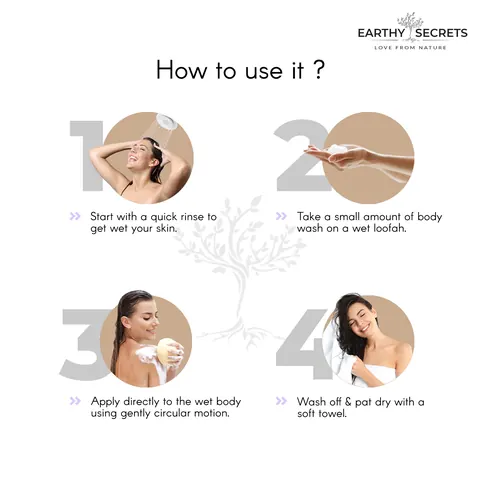 EARTHY SECRETS
LOVE FROM NATURE
How to use it ?
1
Start with a quick rinse to
get wet your skin.
2
Take a small amount of body
wash on a wet loofah.
3
Apply directly to the wet body
using gently circular motion.
4
Wash off & pat dry with a
soft towel.